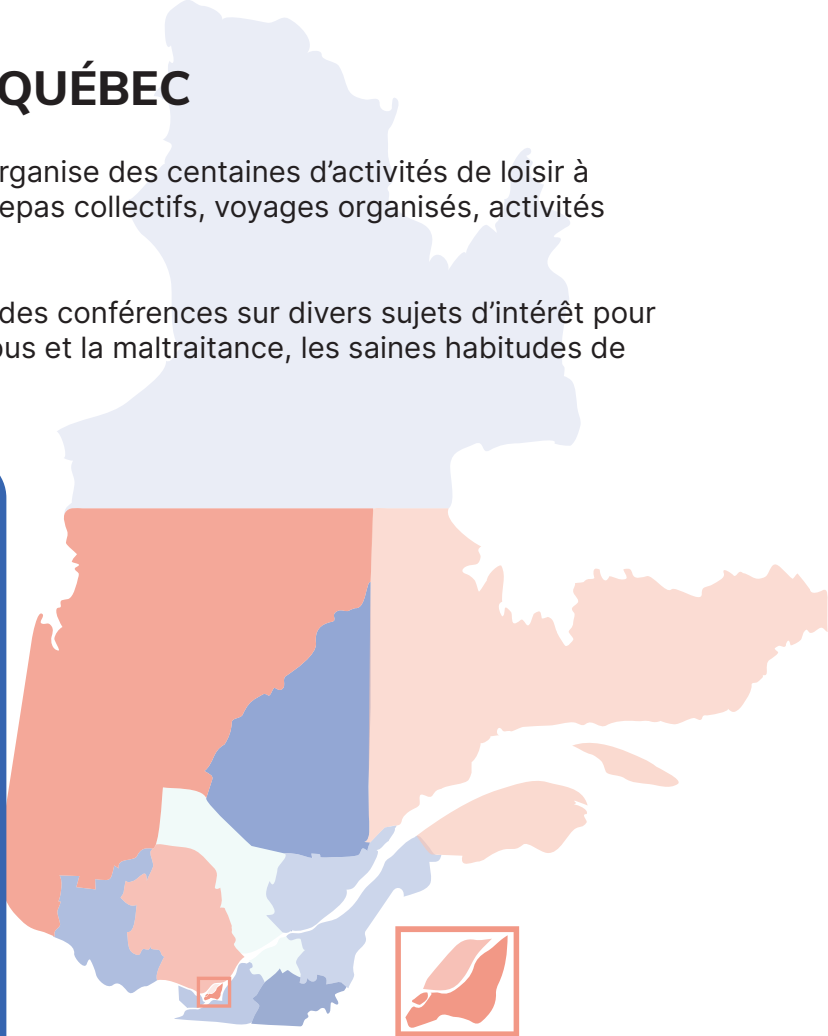 QUÉBEC
rganise des centaines d’activités de loisir à
epas collectifs, voyages organisés, activités
des conférences sur divers sujets d’intérêt pour
us et la maltraitance, les saines habitudes de